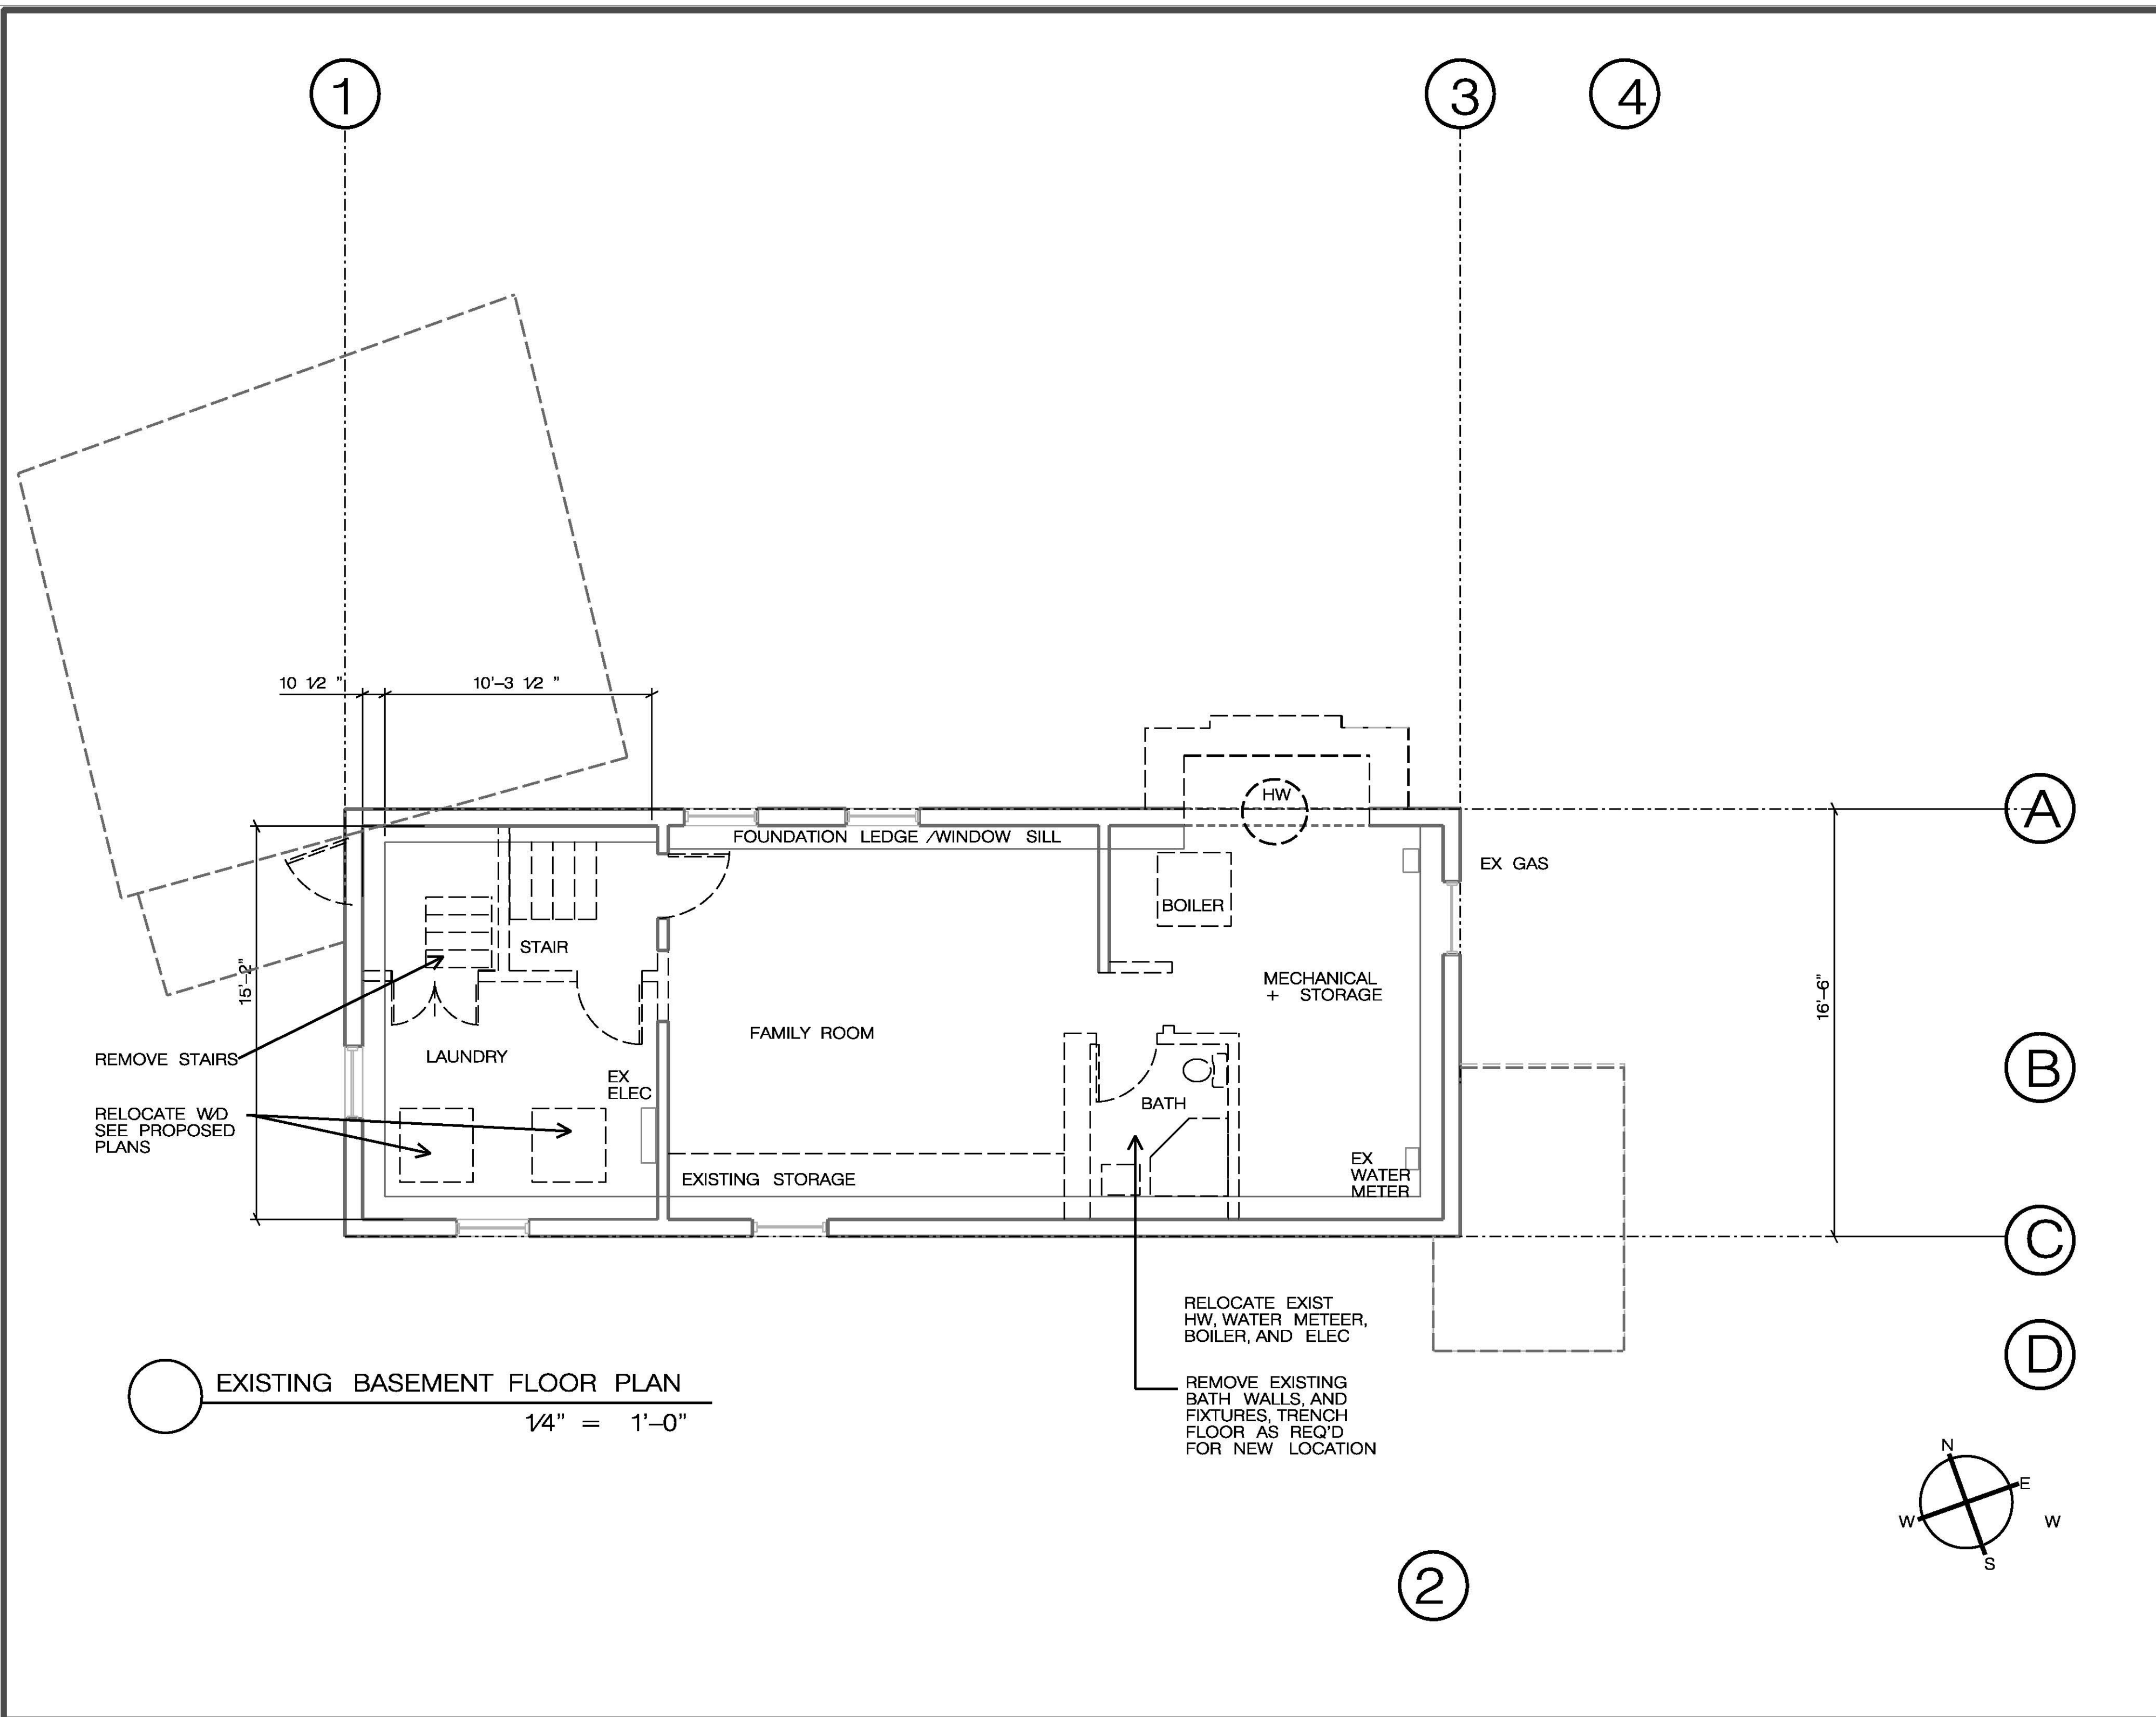 1
3
4
10 1/2 "
10'-3 1/2 "
HW
A
FOUNDATION LEDGE /WINDOW SILL
EX GAS
BOILER
STAIR
15'-2"
MECHANICAL
+ STORAGE
16'-6"
FAMILY ROOM
REMOVE STAIRS
LAUNDRY
B
EX
ELEC
BATH
RELOCATE W/D
SEE PROPOSED
PLANS
EXISTING STORAGE
EX
WATER
METER
C
RELOCATE EXIST
HW, WATER METEER,
BOILER, AND ELEC
D
EXISTING BASEMENT FLOOR PLAN
1/4" = 1'-0"
REMOVE EXISTING
BATH WALLS, AND
FIXTURES, TRENCH
FLOOR AS REQ'D
FOR NEW LOCATION
N
E
W
W
S
2